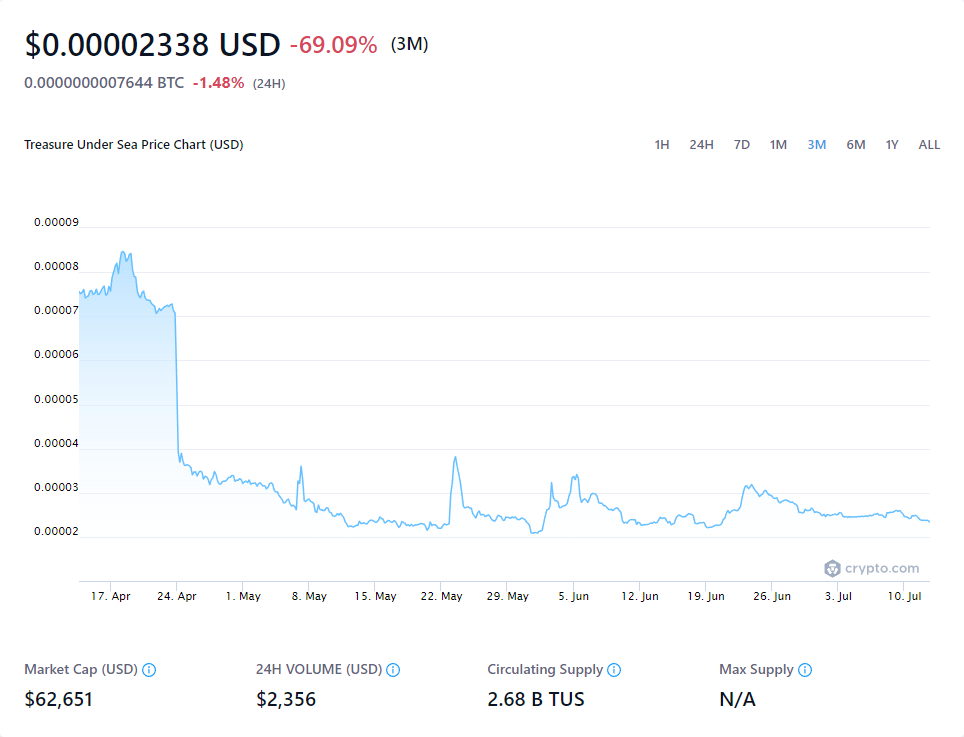 $0.00002338 USD -69.09% (3M)
0.0000000007644 BTC -1.48% (24H)
Treasure Under Sea Price Chart (USD) 1H 24H 7D 1M 3M 6M 1Y ALL
0.00009
0.00008
0.00007
0.00006
0.00005
0.00004
0.00003
0.00002
crypto.com
17. Apr 24. Apr 1. May 8. May 15. May 22. May 29. May 5. Jun 12. Jun 19. Jun 26. Jun 3. Jul 10. Jul
Market Cap (USD) 24H VOLUME (USD) Circulating Supply Max Supply
$62,651 $2,356 2.68 B TUS N/A